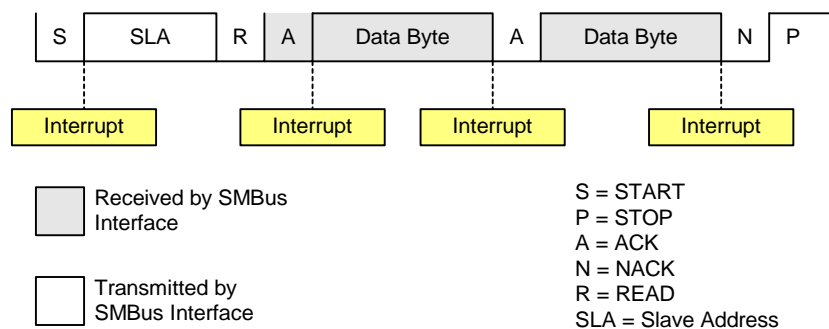 S SLA R A Data Byte A Data Byte N P
Interrupt Interrupt Interrupt Interrupt
Received by SMBus
Interface
Transmitted by
SMBus Interface
S = START
P = STOP
A = ACK
N = NACK
R = READ
SLA = Slave Address